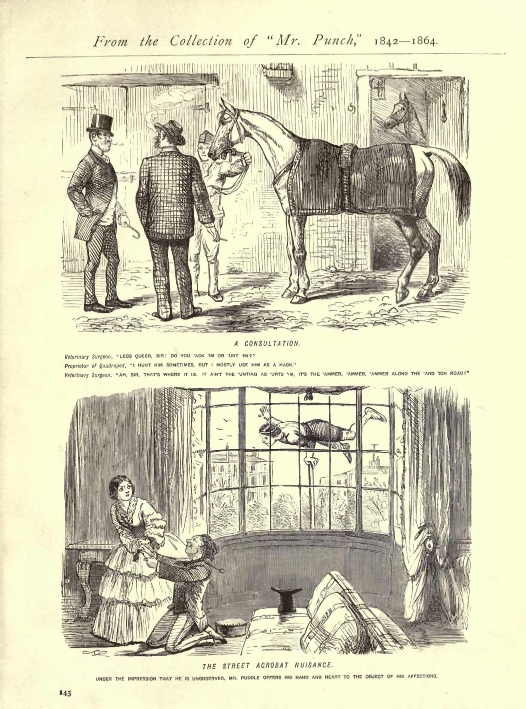 From the Collection of "Mr. Punch," 1842—1864.
A CONSULTATION.
Veterinary Surgeon. "LEGS QUEER, SIR! DO YOU 'ACK 'IM OR 'UNT 'IM?"
Proprietor of Quadruped. "I HUNT HIM SOMETIMES, BUT I MOSTLY USE HIM AS A HACK."
Veterinary Surgeon. "AH, SIR, THAT'S WHERE IT IS. IT AIN'T THE 'UNTING AS 'URTS 'IM, IT'S THE 'AMMER, 'AMMER, 'AMMER ALONG THE 'ARD 'IGH ROAD!"
THE STREET ACROBAT NUISANCE.
UNDER THE IMPRESSION THAT HE IS UNOBSERVED, MR. PUDDLE OFFERS HIS HAND AND HEART TO THE OBJECT OF HIS AFFECTIONS.
143